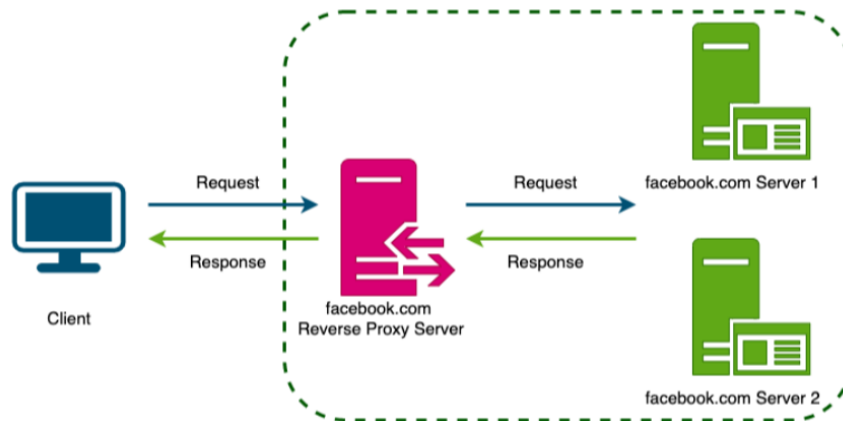 facebook.com Server 1
Request
Request
Response
Response
Client
facebook.com
Reverse Proxy Server
facebook.com Server 2